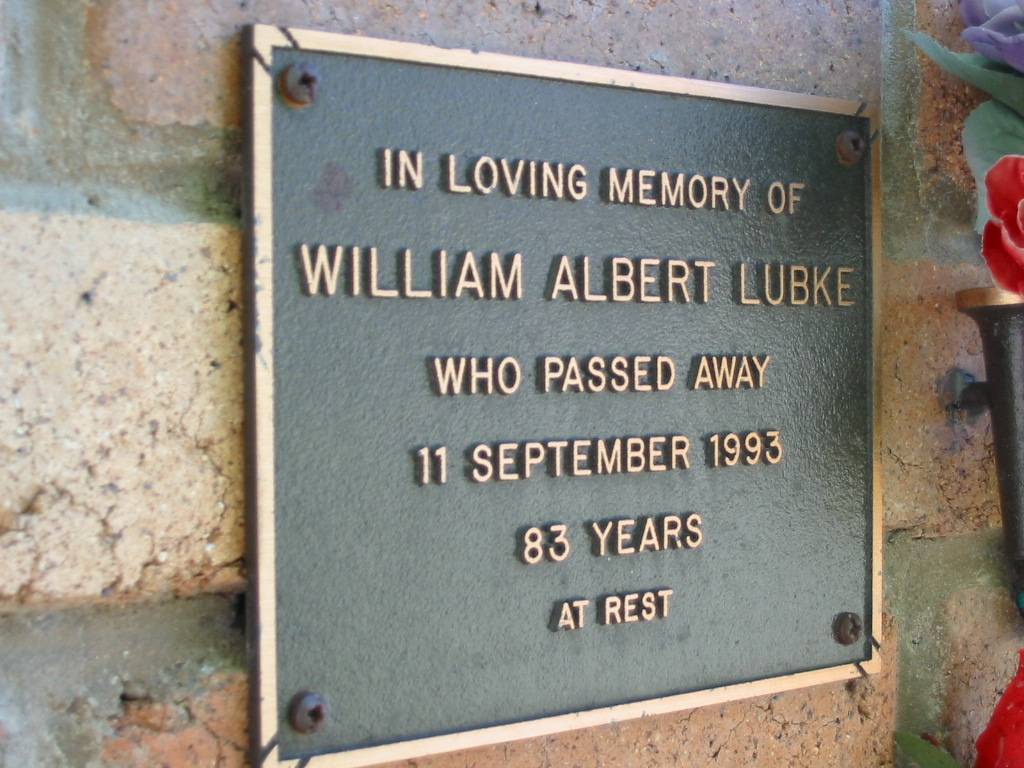 IN LOVING MEMORY OF
WILLIAM ALBERT LUBKE
WHO PASSED AWAY
11 SEPTEMBER 1993
83 YEARS
AT REST